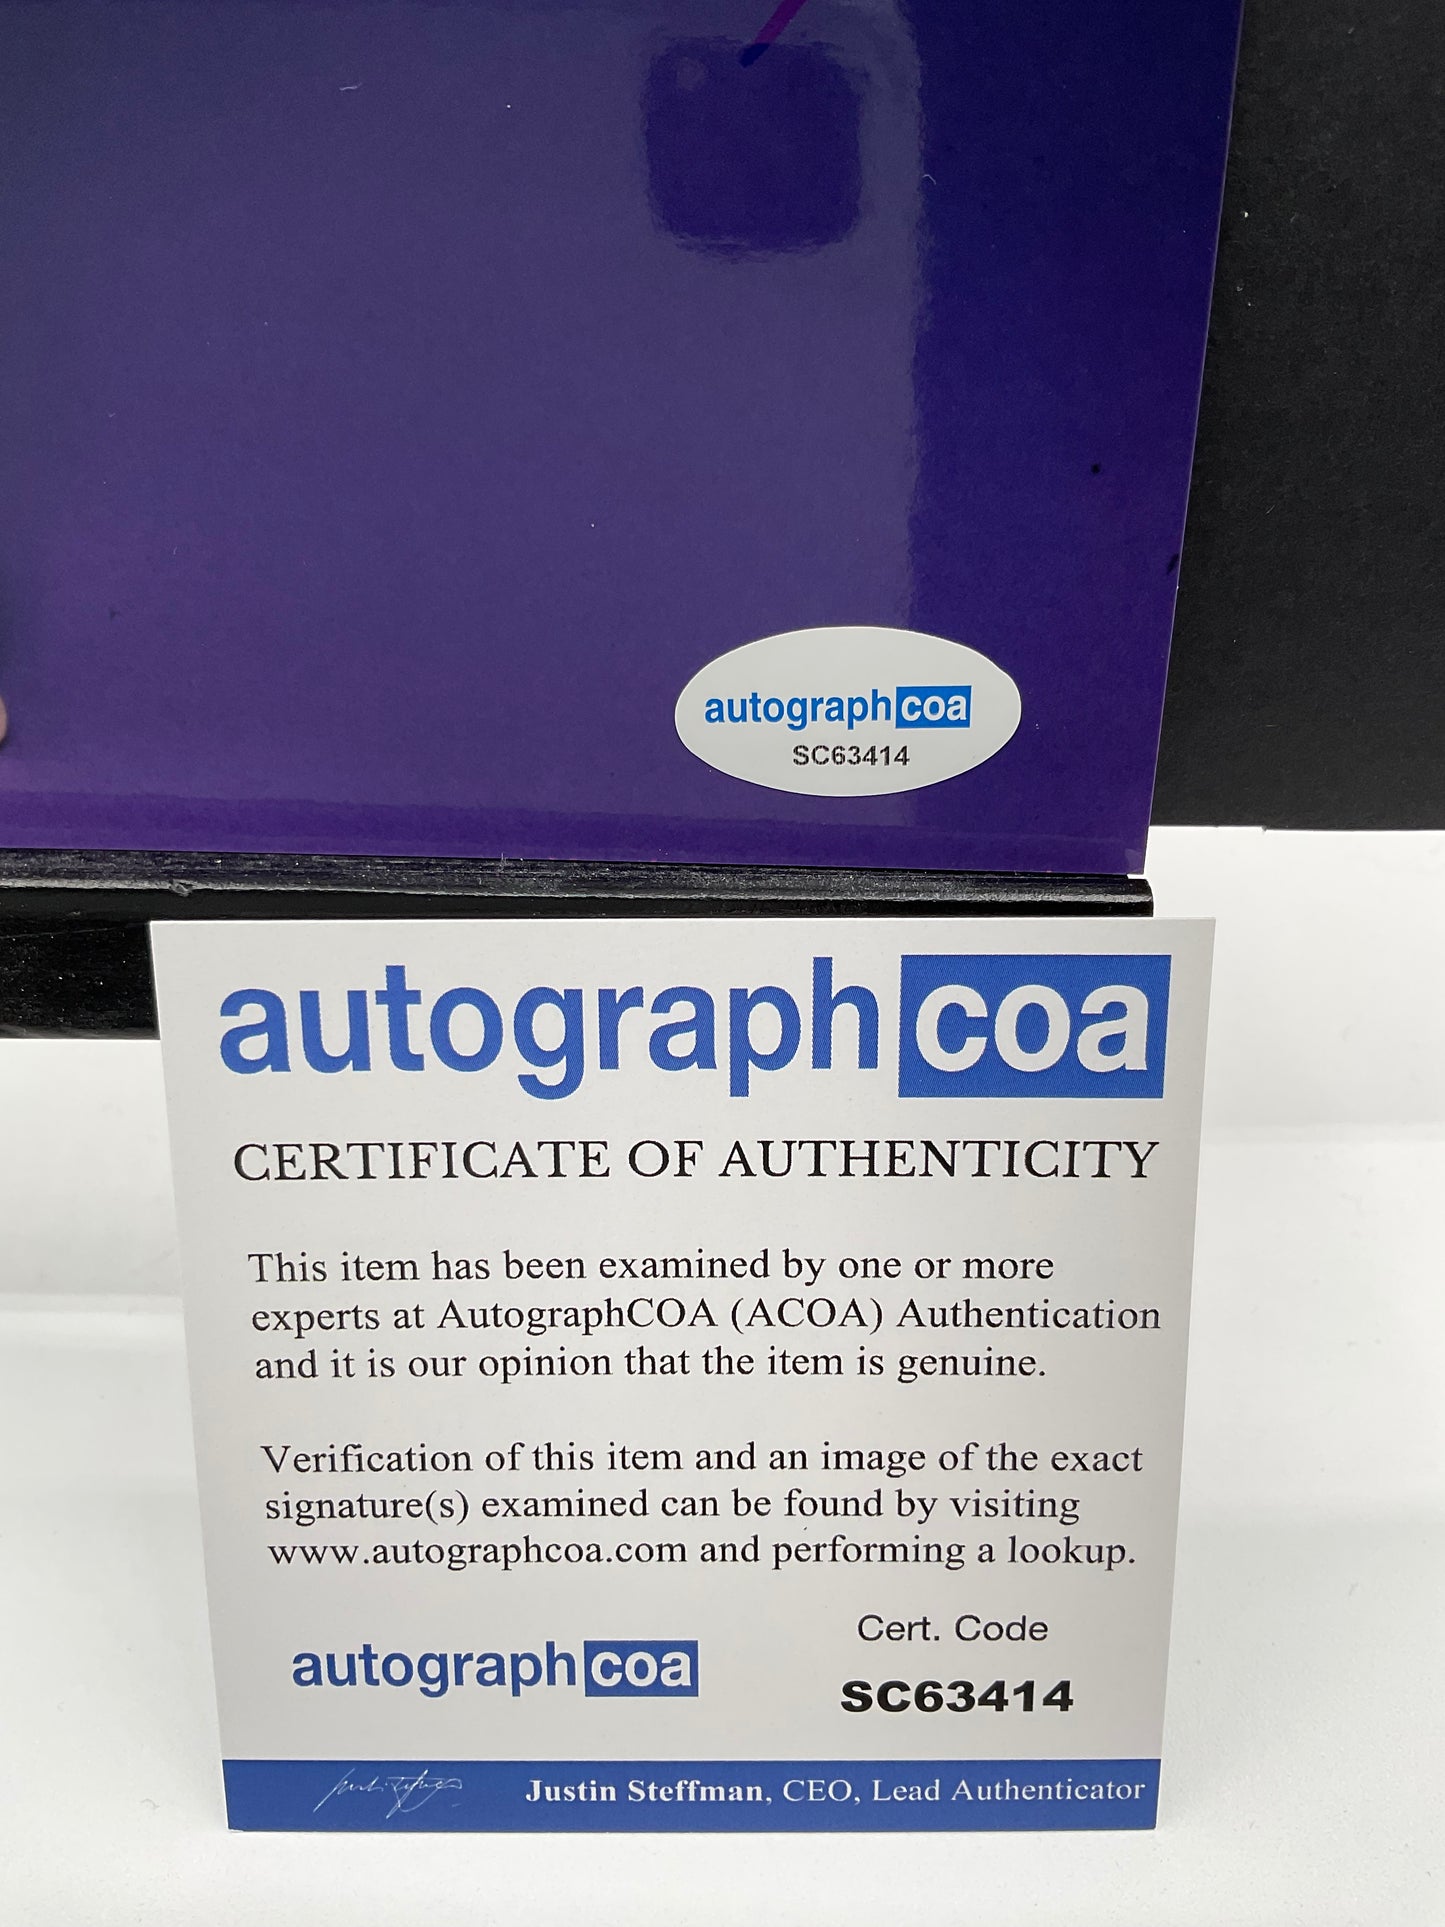 autographcoa
SC63414
autographcoa
CERTIFICATE OF AUTHENTICITY
This item has been examined by one or more
experts at AutographCOA (ACOA) Authentication
and it is our opinion that the item is genuine.
Verification of this item and an image of the exact
signature(s) examined can be found by visiting
www.autographcoa.com and performing a lookup.
autographcoa
Cert. Code
SC63414
Justin Steffman, CEO, Lead Authenticator